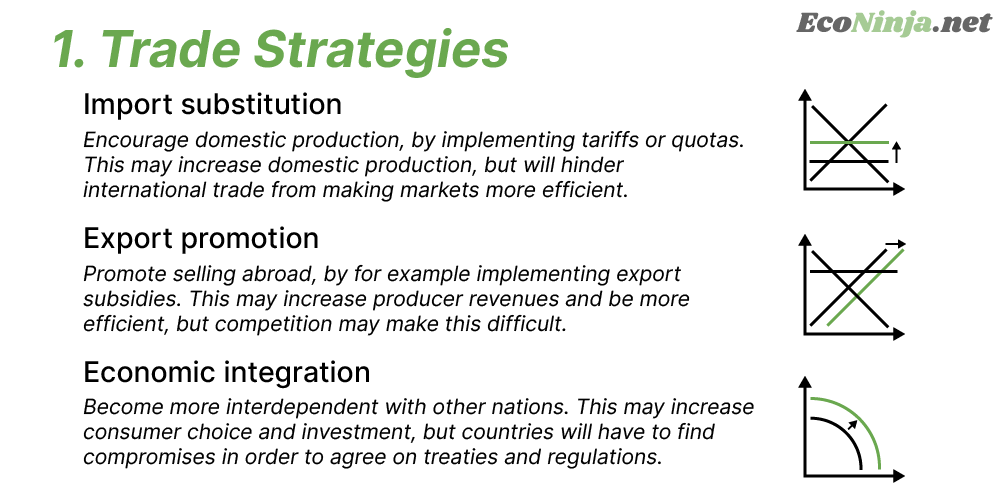 EcoNinja.net
1. Trade Strategies
Import substitution
Encourage domestic production, by implementing tariffs or quotas.
This may increase domestic production, but will hinder
international trade from making markets more efficient.
Export promotion
Promote selling abroad, by for example implementing export
subsidies. This may increase producer revenues and be more
efficient, but competition may make this difficult.
Economic integration
Become more interdependent with other nations. This may increase
consumer choice and investment, but countries will have to find
compromises in order to agree on treaties and regulations.